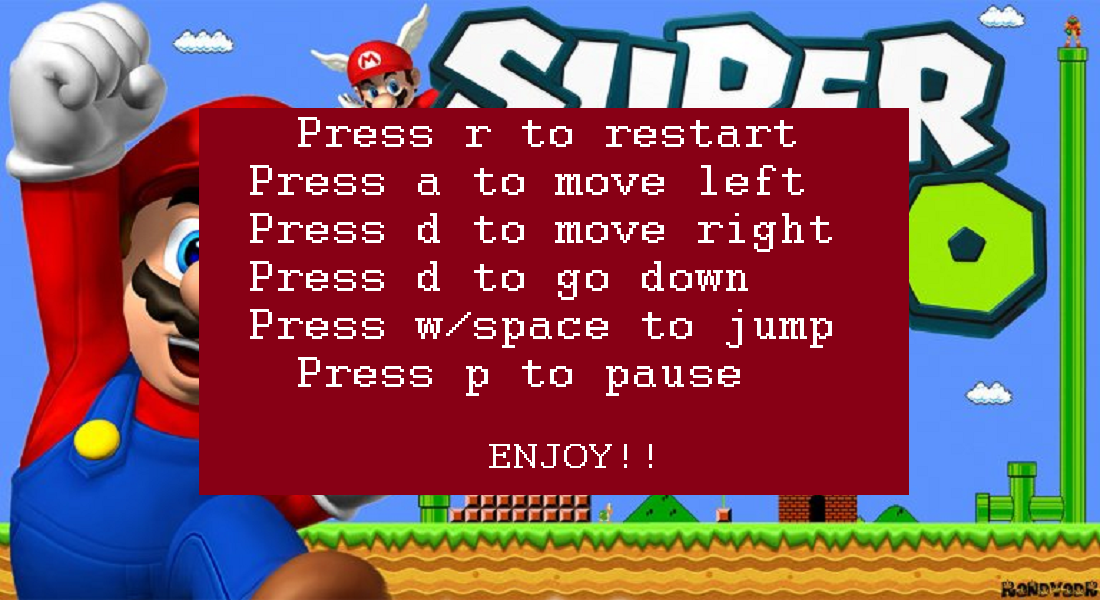 SUPER
M
Press r to restart
Press a to move left
Press d to move right
Press d to go down
Press w/space to jump
Press p to pause
ENJOY!!